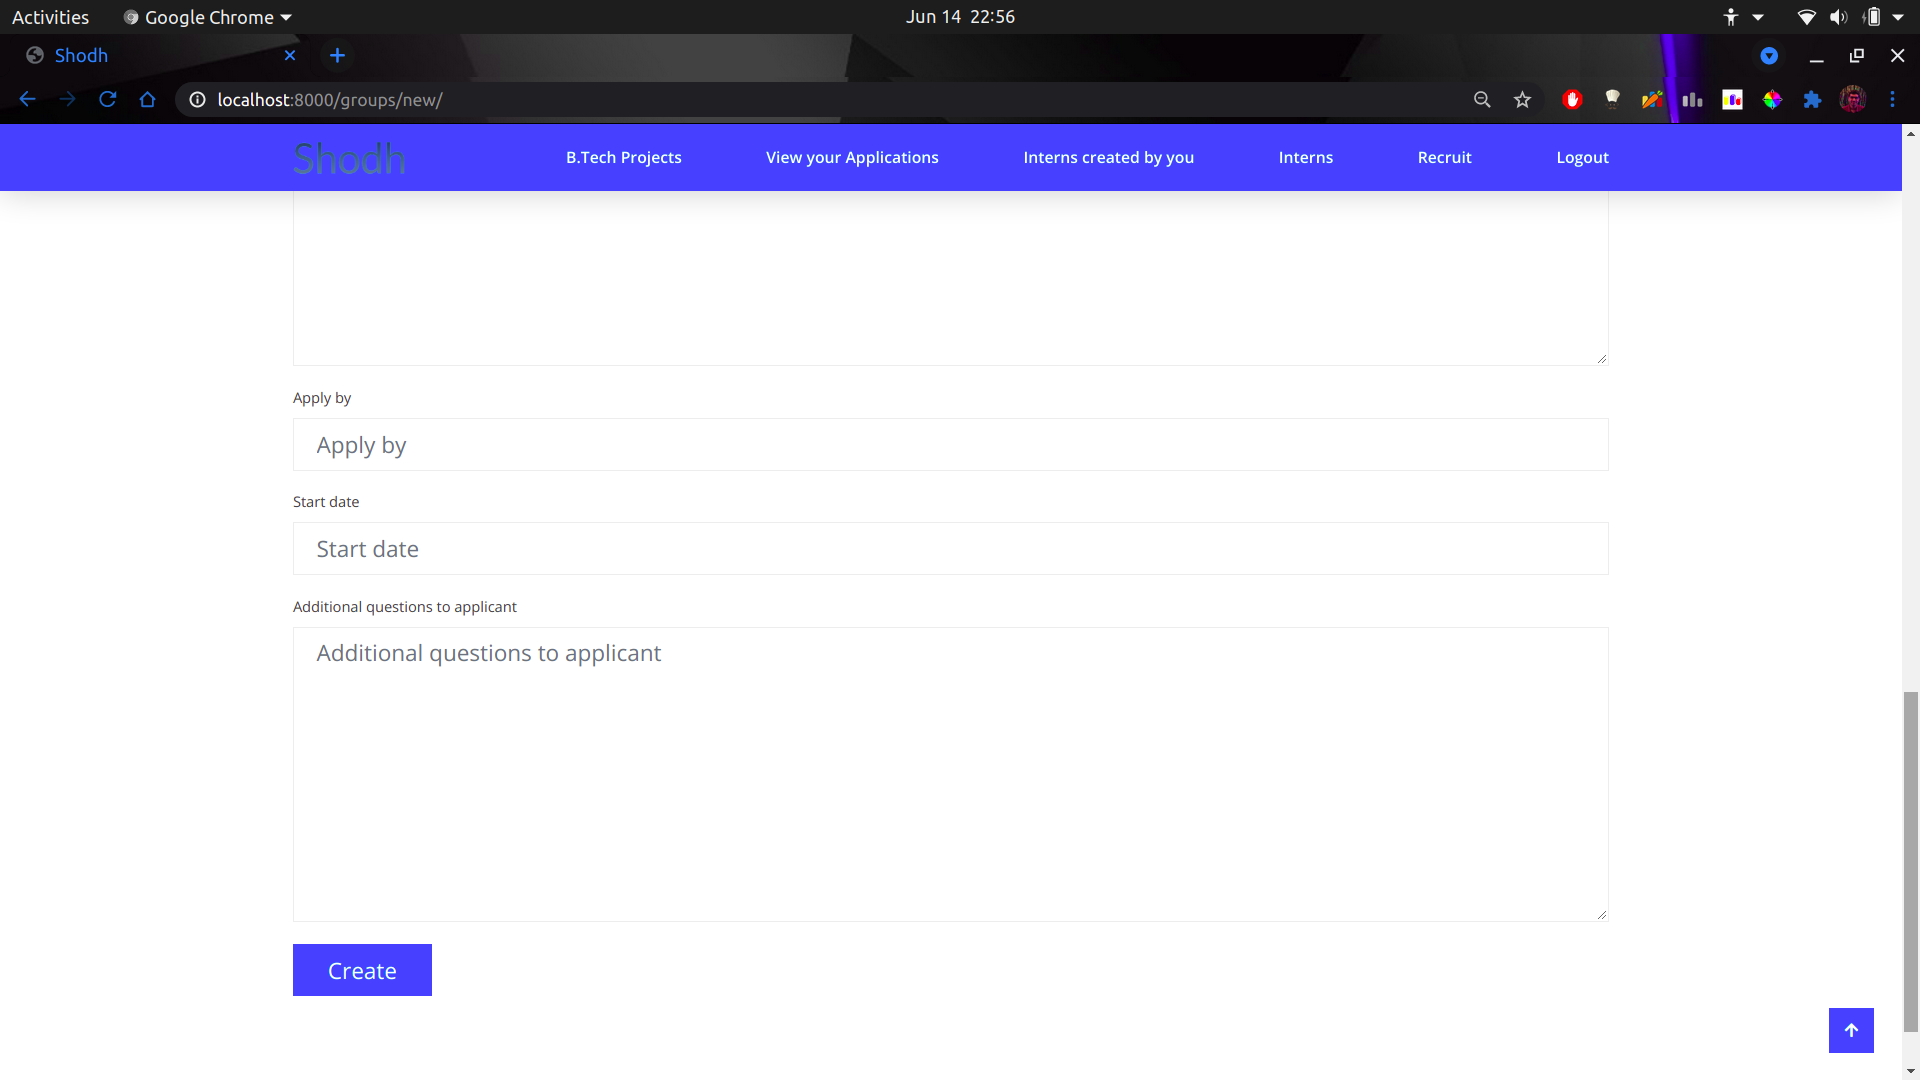 Activities Google Chrome Jun 14 22:56
Shodh
localhost:8000/groups/new/
Shodh B.Tech Projects View your Applications Interns created by you Interns Recruit Logout
Apply by
Apply by
Start date
Start date
Additional questions to applicant
Additional questions to applicant
Create